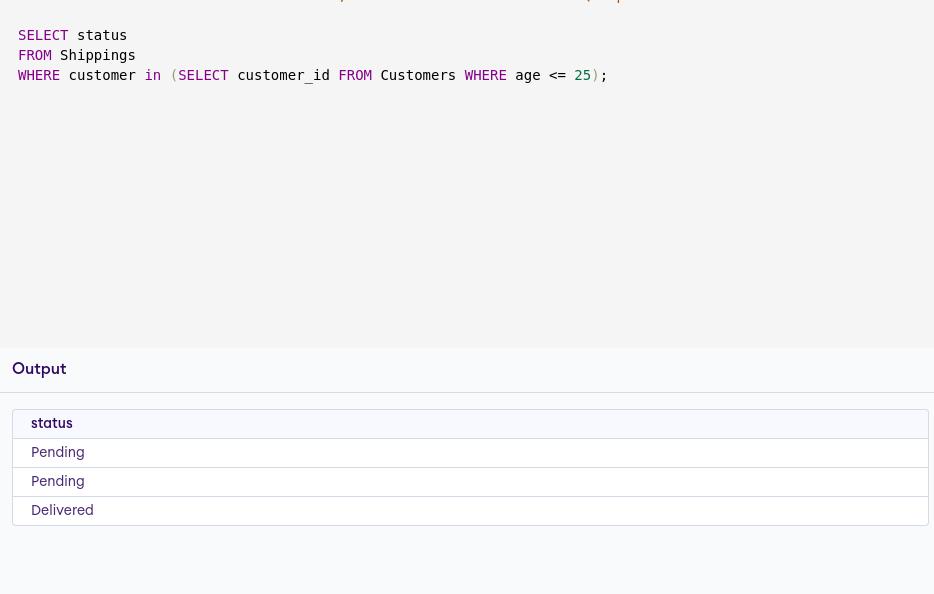 SELECT status
FROM Shippings
WHERE customer in (SELECT customer_id FROM Customers WHERE age <= 25);
Output
status
Pending
Pending
Delivered